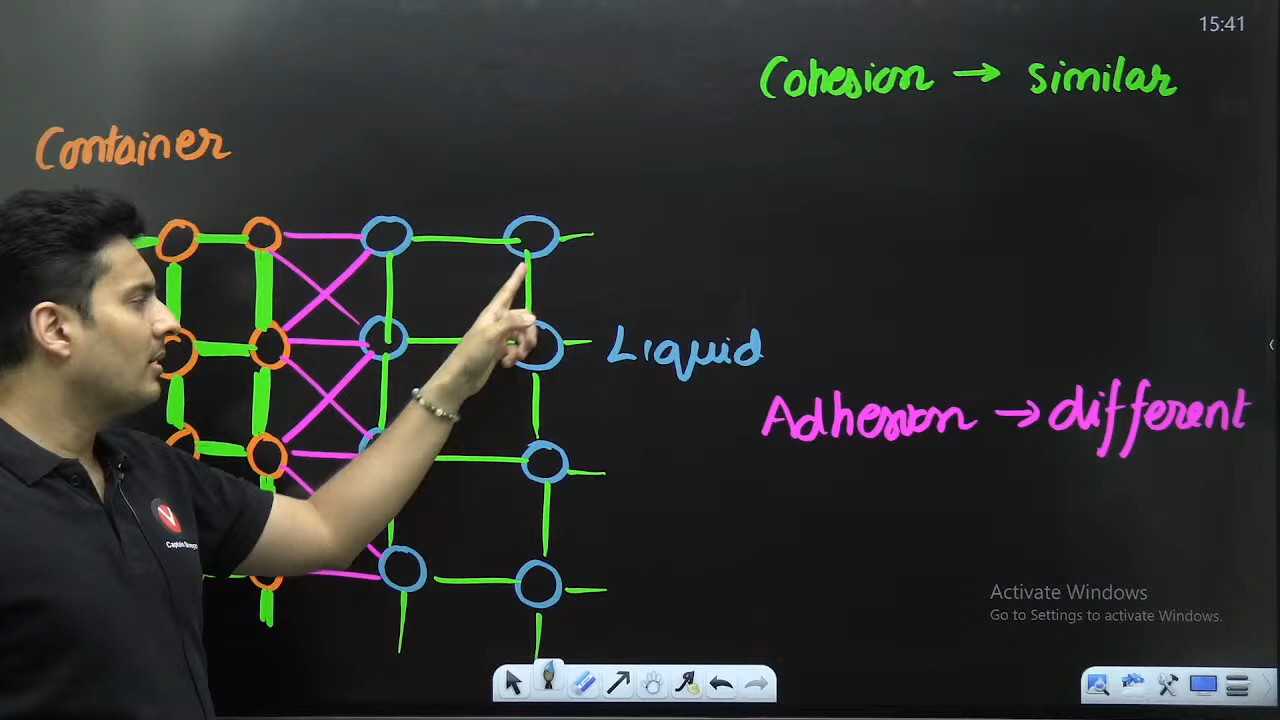 15:41
Cohesion → similar
Container
Liquid
Adhesion → different
V
Activate Windows
Go to Settings to activate Windows.